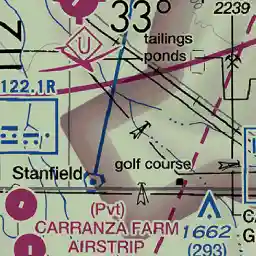 33°
2239
U
tailings
ponds
122.1R
golf course
Stanfield
(Pvt)
CARRANZA FARM
AIRSTRIP
1662
(293)